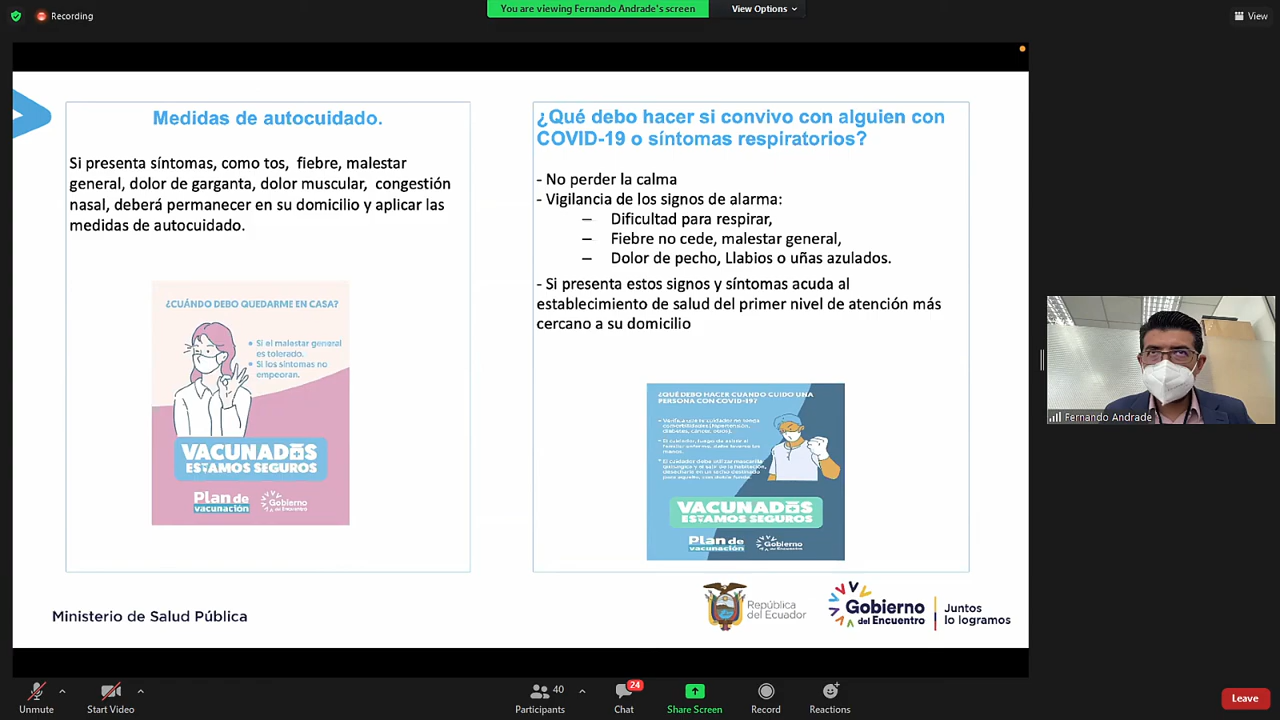 Recording
You are viewing Fernando Andrade's screen
View Options
View
Medidas de autocuidado.
Si presenta síntomas, como tos, fiebre, malestar
general, dolor de garganta, dolor muscular, congestión
nasal, deberá permanecer en su domicilio y aplicar las
medidas de autocuidado.
¿CUÁNDO DEBO QUEDARME EN CASA?
• Si el malestar general
es tolerado.
• Si los síntomas no
empeoran.
VACUNADOS
ESTAMOS SEGUROS
Plan de
vacunación
Gobierno
¿Qué debo hacer si convivo con alguien con
COVID-19 o síntomas respiratorios?
- No perder la calma
- Vigilancia de los signos de alarma:
– Dificultad para respirar,
– Fiebre no cede, malestar general,
– Dolor de pecho, Llabios o uñas azulados.
- Si presenta estos signos y síntomas acuda al
establecimiento de salud del primer nivel de atención más
cercano a su domicilio
¿QUÉ DEBO HACER CUANDO CUIDO UNA
PERSONA CON COVID-19?
VACUNADOS
ESTAMOS SEGUROS
Plan de
vacunación
Gobierno
Ministerio de Salud Pública
República
del Ecuador
Gobierno
del Encuentro
Juntos
lo logramos
Fernando Andrade
Unmute
Start Video
40
Participants
24
Chat
Share Screen
Record
Reactions
Leave